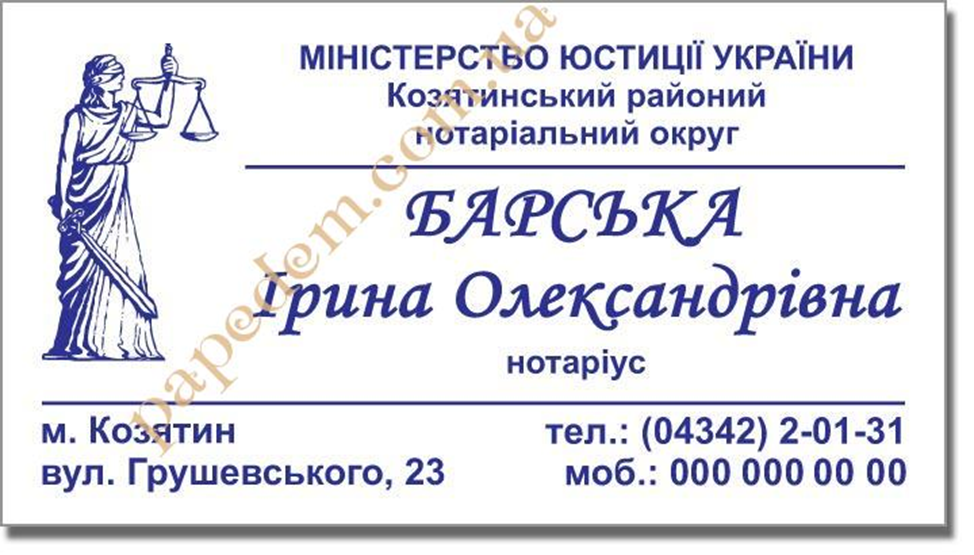 МІНІСТЕРСТВО ЮСТИЦІЇ УКРАЇНИ
Козятинський районий
нотаріальний округ
БАРСЬКА
Ірина Олександрівна
нотаріус
м. Козятин
вул. Грушевського, 23
тел.: (04342) 2-01-31
моб.: 000 000 00 00
papedem.com.ua